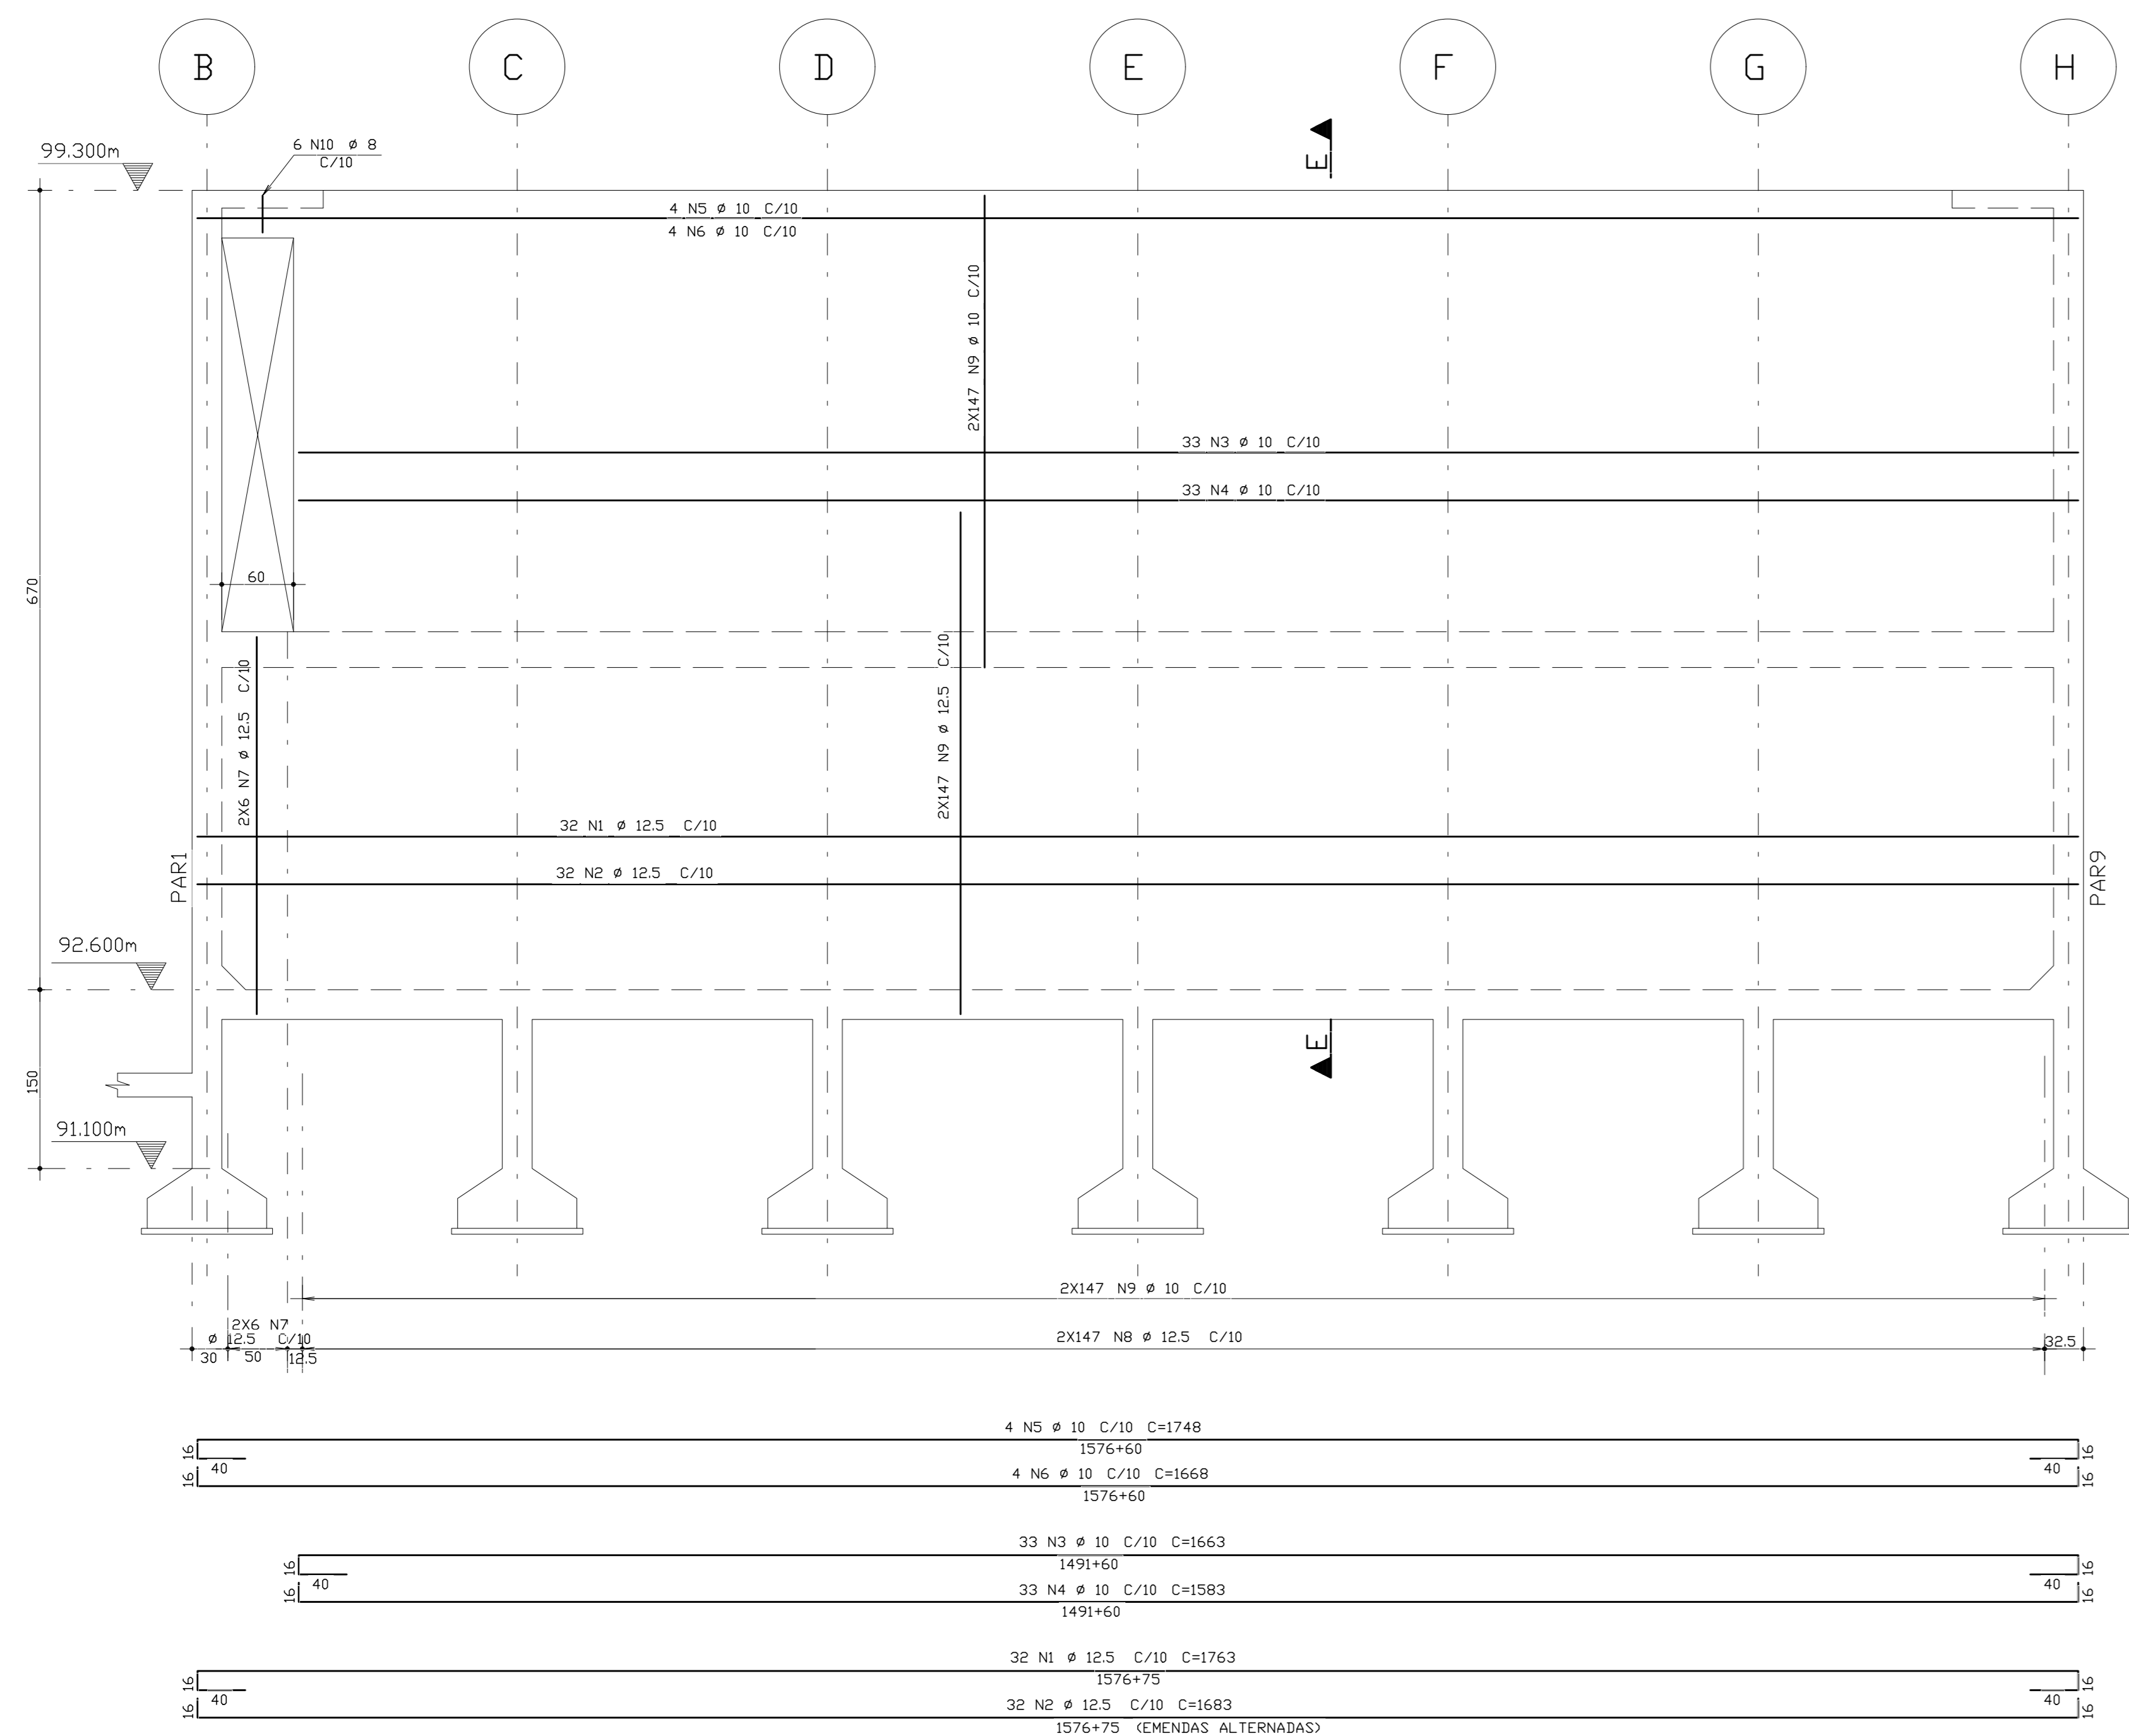 B C D E F G H
E
99.300m
6 N10 ø 8
C/10
4 N5 ø 10 C/10
4 N6 ø 10 C/10
2X147 N9 ø 10 C/10
33 N3 ø 10 C/10
33 N4 ø 10 C/10
60
670
2X6 N7 ø 12.5 C/10
2X147 N9 ø 12.5 C/10
32 N1 ø 12.5 C/10
32 N2 ø 12.5 C/10
PAR1
PAR9
92.600m
E
150
91.100m
2X147 N9 ø 10 C/10
2X6 N7
ø 12.5 C/10
2X147 N8 ø 12.5 C/10
30 50 12.5
32.5
4 N5 ø 10 C/10 C=1748
16 1576+60 16
40 40
4 N6 ø 10 C/10 C=1668
16 16
1576+60
33 N3 ø 10 C/10 C=1663
16 1491+60 16
40 40
33 N4 ø 10 C/10 C=1583
16 16
1491+60
32 N1 ø 12.5 C/10 C=1763
16 1576+75 16
40 40
32 N2 ø 12.5 C/10 C=1683
16 16
1576+75 (EMENDAS ALTERNADAS)